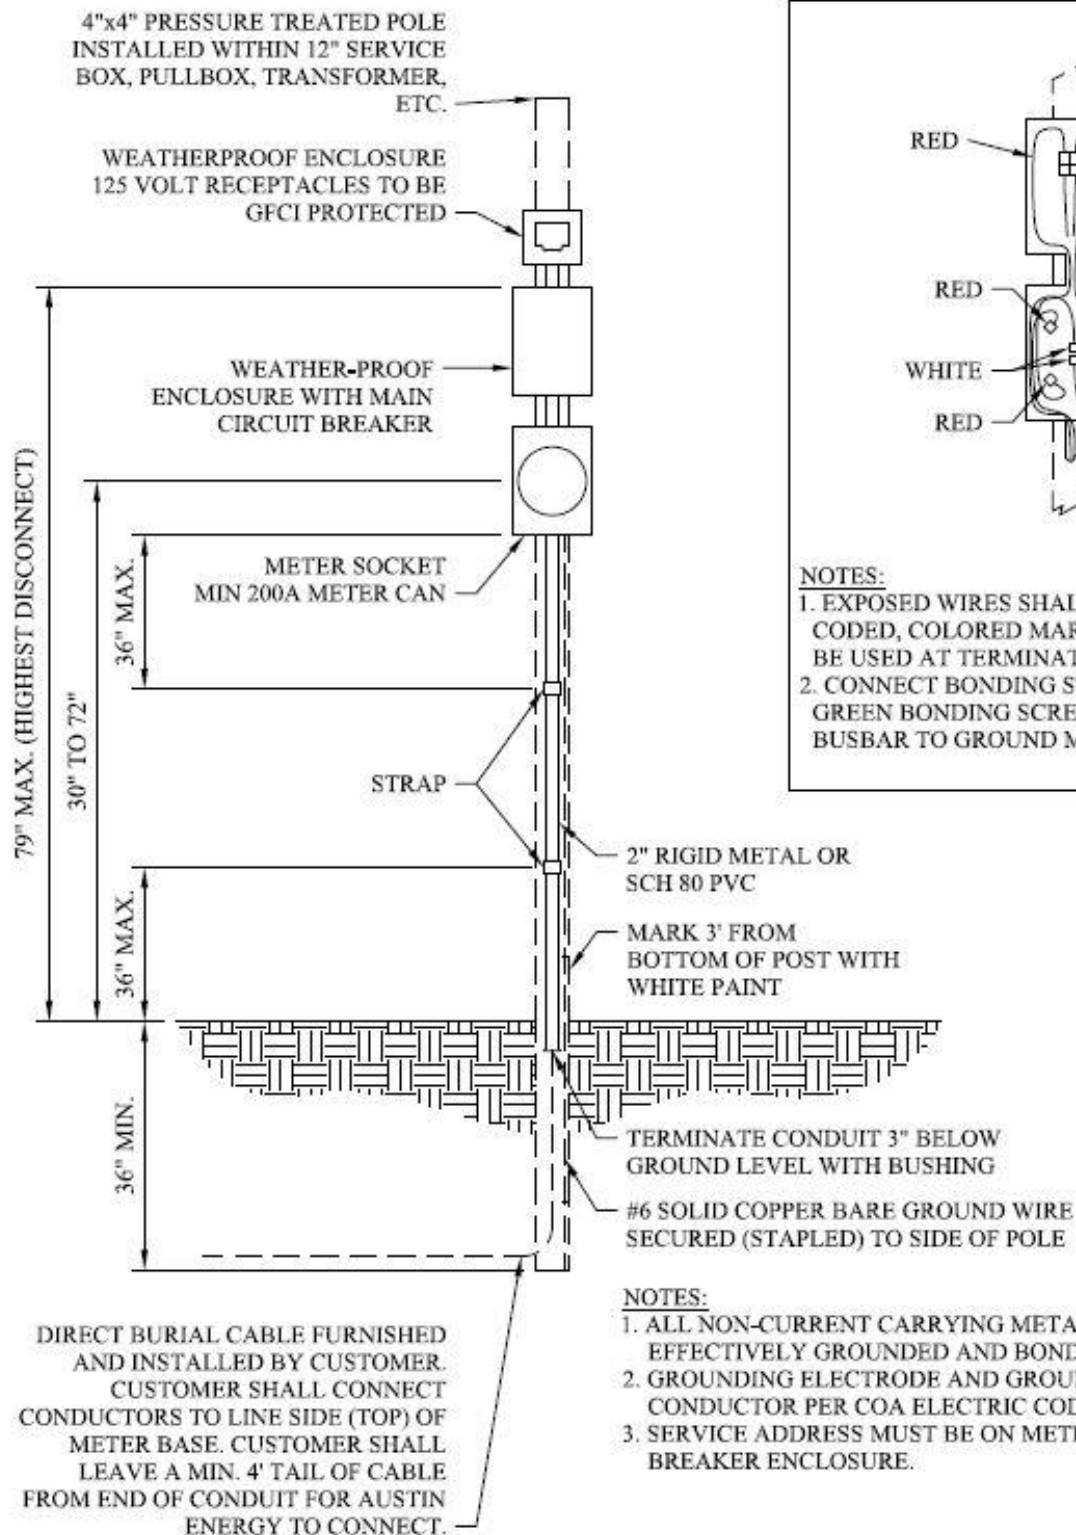 4"x4" PRESSURE TREATED POLE
INSTALLED WITHIN 12" SERVICE
BOX, PULLBOX, TRANSFORMER,
ETC.
WEATHERPROOF ENCLOSURE
125 VOLT RECEPTACLES TO BE
GFCI PROTECTED
WEATHER-PROOF
ENCLOSURE WITH MAIN
CIRCUIT BREAKER
METER SOCKET
MIN 200A METER CAN
79" MAX. (HIGHEST DISCONNECT)
30" TO 72"
36" MAX.
STRAP
36" MAX.
36" MIN.
2" RIGID METAL OR
SCH 80 PVC
MARK 3' FROM
BOTTOM OF POST WITH
WHITE PAINT
TERMINATE CONDUIT 3" BELOW
GROUND LEVEL WITH BUSHING
#6 SOLID COPPER BARE GROUND WIRE
SECURED (STAPLED) TO SIDE OF POLE
DIRECT BURIAL CABLE FURNISHED
AND INSTALLED BY CUSTOMER.
CUSTOMER SHALL CONNECT
CONDUCTORS TO LINE SIDE (TOP) OF
METER BASE. CUSTOMER SHALL
LEAVE A MIN. 4' TAIL OF CABLE
FROM END OF CONDUIT FOR AUSTIN
ENERGY TO CONNECT.
RED
RED
WHITE
RED
NOTES:
1. EXPOSED WIRES SHAL
CODED, COLORED MAR
BE USED AT TERMINAT
2. CONNECT BONDING S
GREEN BONDING SCRE
BUSBAR TO GROUND M
NOTES:
1. ALL NON-CURRENT CARRYING META
EFFECTIVELY GROUNDED AND BOND
2. GROUNDING ELECTRODE AND GROU
CONDUCTOR PER COA ELECTRIC COD
3. SERVICE ADDRESS MUST BE ON METE
BREAKER ENCLOSURE.